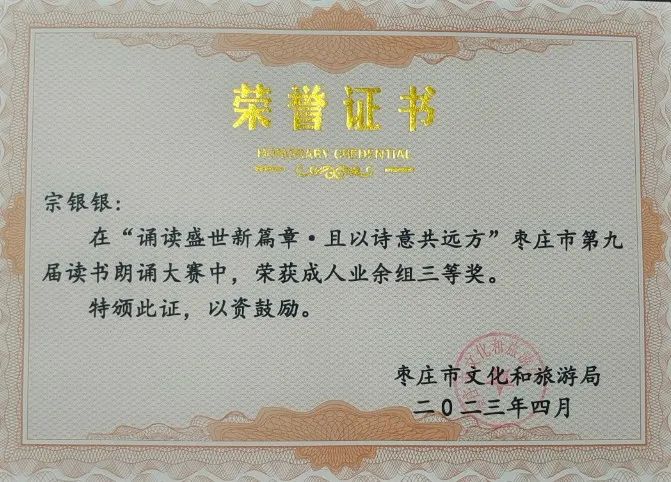 荣誉证书
HONORARY CREDENTIAL
宗银银：
在“诵读盛世新篇章·且以诗意共远方”枣庄市第九
届读书朗诵大赛中，荣获成人业余组三等奖。
特颁此证，以资鼓励。
枣庄市文化和旅游局
二〇二三年四月